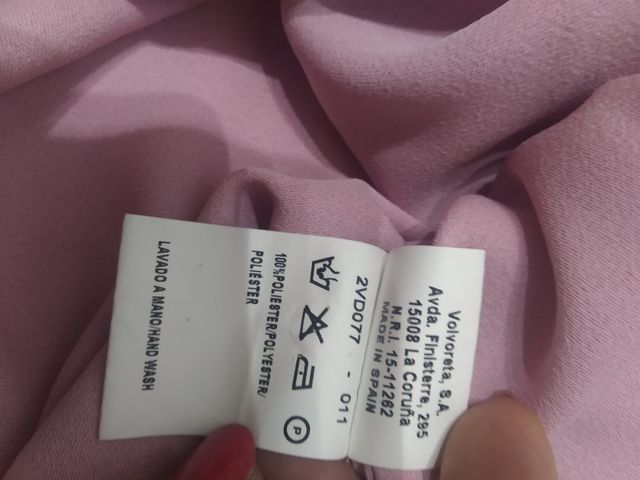 Volvoreta, S.A.
Avda. Finisterre, 295
15008 La Coruña
N.R.I. 15-11262
MADE IN SPAIN
2VD077 - 011
P
100%POLIESTER/POLYESTER/
POLIÉSTER
LAVADO A MANO/HAND WASH